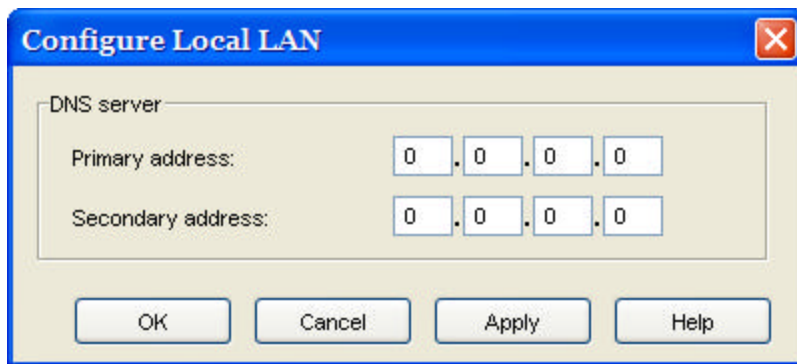 Configure Local LAN
DNS server
Primary address: 0 . 0 . 0 . 0
Secondary address: 0 . 0 . 0 . 0
OK Cancel Apply Help